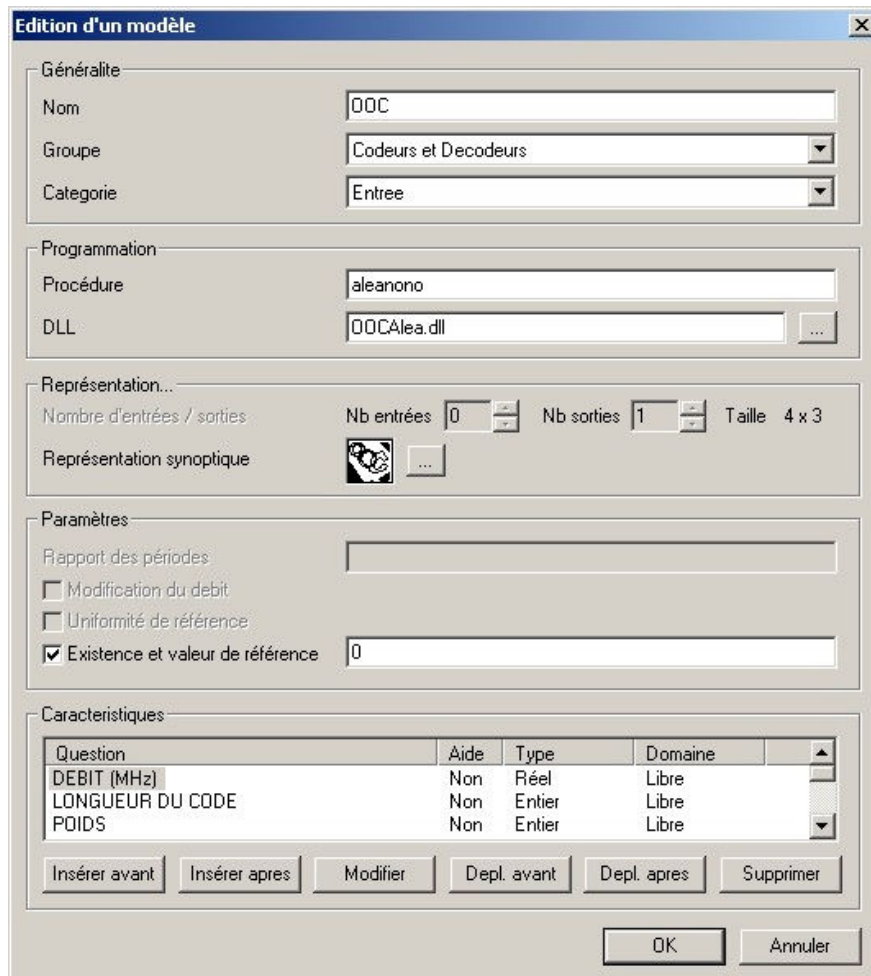 Edition d'un modèle
Généralite
Nom OOC
Groupe Codeurs et Decodeurs
Categorie Entree
Programmation
Procédure aleanono
DLL OOCAlea.dll ...
Représentation...
Nombre d'entrées / sorties Nb entrées 0 Nb sorties 1 Taille 4 x 3
Représentation synoptique OOC ...
Paramètres
Rapport des périodes
Modification du debit
Uniformité de référence
Existence et valeur de référence 0
Caracteristiques
Question Aide Type Domaine
DEBIT (MHz) Non Réel Libre
LONGUEUR DU CODE Non Entier Libre
POIDS Non Entier Libre
Insérer avant Insérer apres Modifier Depl. avant Depl. apres Supprimer
OK Annuler